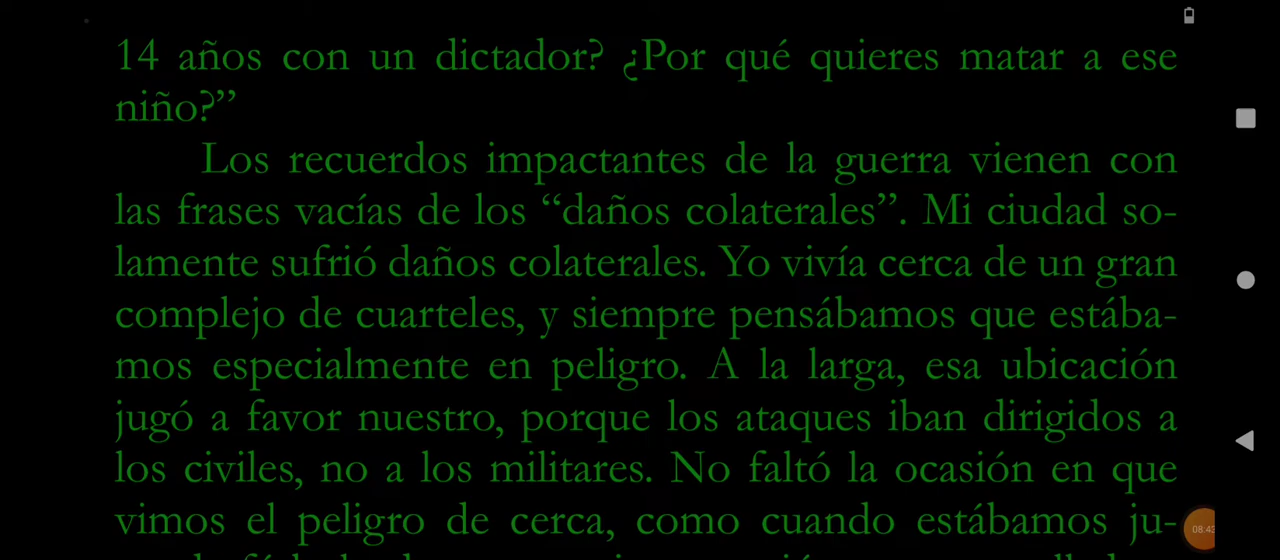 14 años con un dictador? ¿Por qué quieres matar a ese
niño?”
Los recuerdos impactantes de la guerra vienen con
las frases vacías de los “daños colaterales”. Mi ciudad so-
lamente sufrió daños colaterales. Yo vivía cerca de un gran
complejo de cuarteles, y siempre pensábamos que estába-
mos especialmente en peligro. A la larga, esa ubicación
jugó a favor nuestro, porque los ataques iban dirigidos a
los civiles, no a los militares. No faltó la ocasión en que
vimos el peligro de cerca, como cuando estábamos ju-
08:43